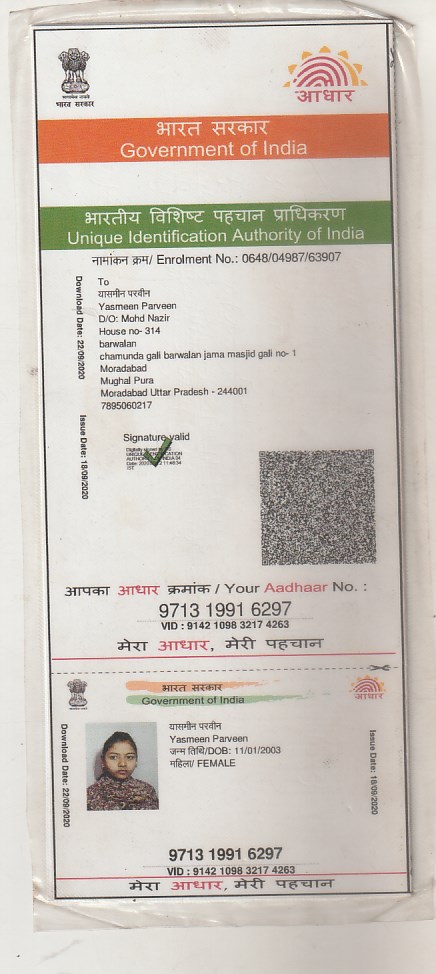 भारत सरकार
आधार
भारत सरकार
Government of India
भारतीय विशिष्ट पहचान प्राधिकरण
Unique Identification Authority of India
नामांकन क्रम/ Enrolment No.: 0648/04987/63907
Download Date: 22/09/2020
Issue Date: 18/09/2020
To
यासमीन परवीन
Yasmeen Parveen
D/O: Mohd Nazir
House no- 314
barwalan
chamunda gali barwalan jama masjid gali no- 1
Moradabad
Mughal Pura
Moradabad Uttar Pradesh - 244001
7895060217
Signature valid
आपका आधार क्रमांक / Your Aadhaar No. :
9713 1991 6297
VID : 9142 1098 3217 4263
मेरा आधार, मेरी पहचान
भारत सरकार
Government of India
आधार
Download Date: 22/09/2020
यासमीन परवीन
Yasmeen Parveen
जन्म तिथि/DOB: 11/01/2003
महिला/ FEMALE
Issue Date: 18/09/2020
9713 1991 6297
VID : 9142 1098 3217 4263
मेरा आधार, मेरी पहचान